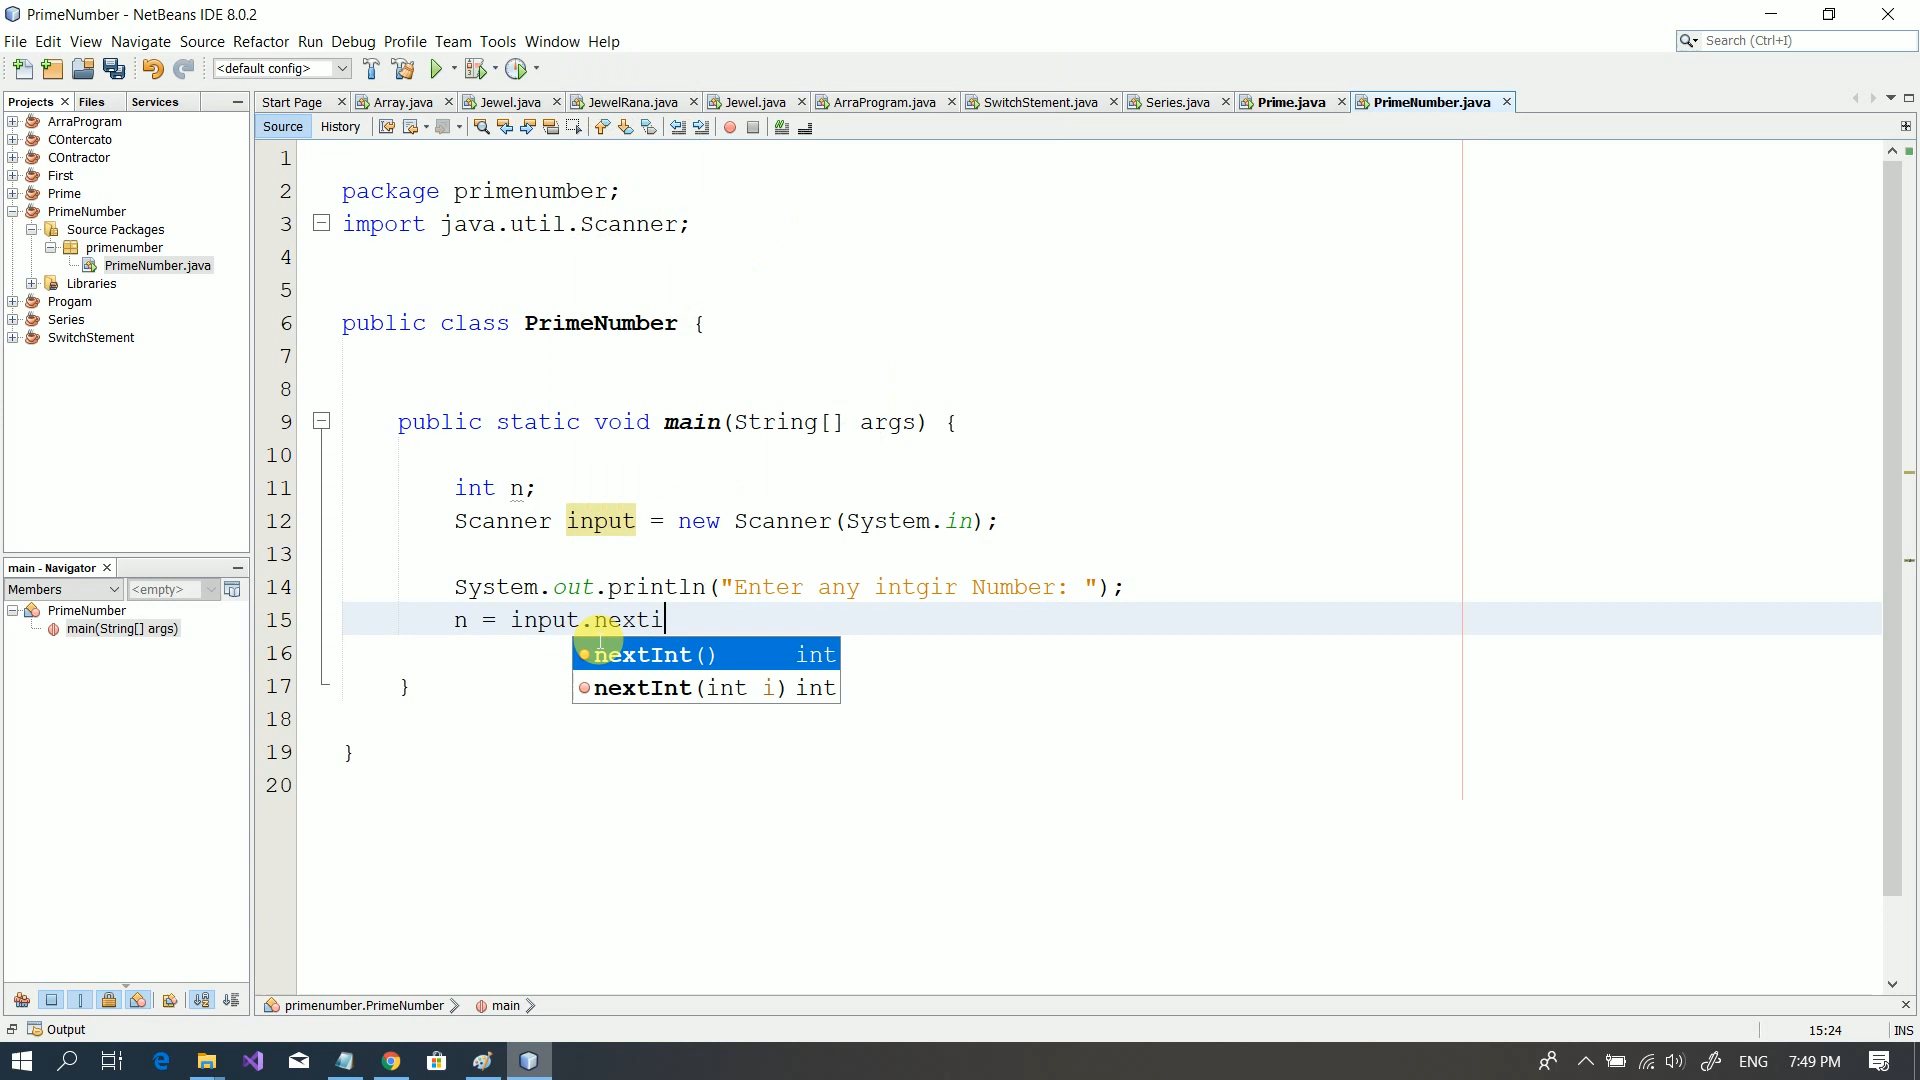 PrimeNumber - NetBeans IDE 8.0.2
File Edit View Navigate Source Refactor Run Debug Profile Team Tools Window Help
Search (Ctrl+I)
<default config>
Projects Files Services
Start Page Array.java Jewel.java JewelRana.java Jewel.java ArraProgram.java SwitchStement.java Series.java Prime.java PrimeNumber.java
Source History
ArraProgram
COntercato
COntractor
First
Prime
PrimeNumber
Source Packages
primenumber
PrimeNumber.java
Libraries
Progam
Series
SwitchStement
1
2 package primenumber;
3 import java.util.Scanner;
4
5
6 public class PrimeNumber {
7
8
9 public static void main(String[] args) {
10
11 int n;
12 Scanner input = new Scanner(System.in);
13
14 System.out.println("Enter any intgir Number: ");
15 n = input.nexti
16 nextInt() int
17 } nextInt(int i) int
18
19 }
20
main - Navigator
Members <empty>
PrimeNumber
main(String[] args)
primenumber.PrimeNumber main
Output
15:24 INS
ENG 7:49 PM